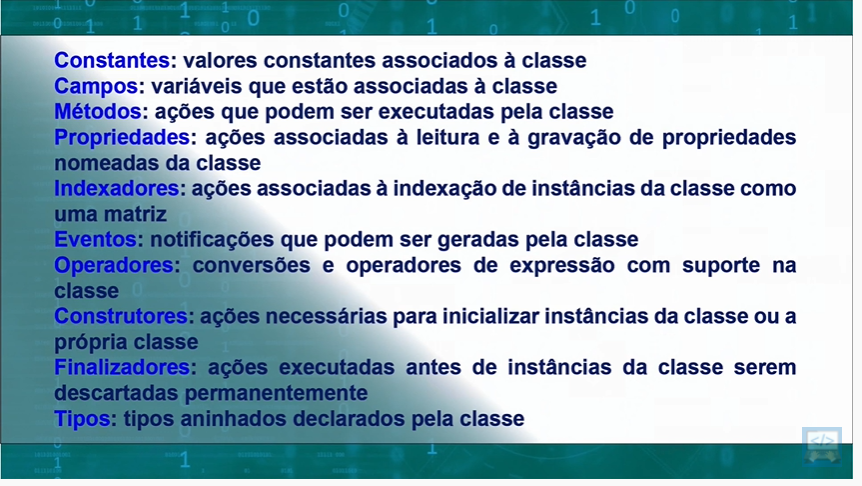 Constantes: valores constantes associados à classe
Campos: variáveis que estão associadas à classe
Métodos: ações que podem ser executadas pela classe
Propriedades: ações associadas à leitura e à gravação de propriedades
nomeadas da classe
Indexadores: ações associadas à indexação de instâncias da classe como
uma matriz
Eventos: notificações que podem ser geradas pela classe
Operadores: conversões e operadores de expressão com suporte na
classe
Construtores: ações necessárias para inicializar instâncias da classe ou a
própria classe
Finalizadores: ações executadas antes de instâncias da classe serem
descartadas permanentemente
Tipos: tipos aninhados declarados pela classe